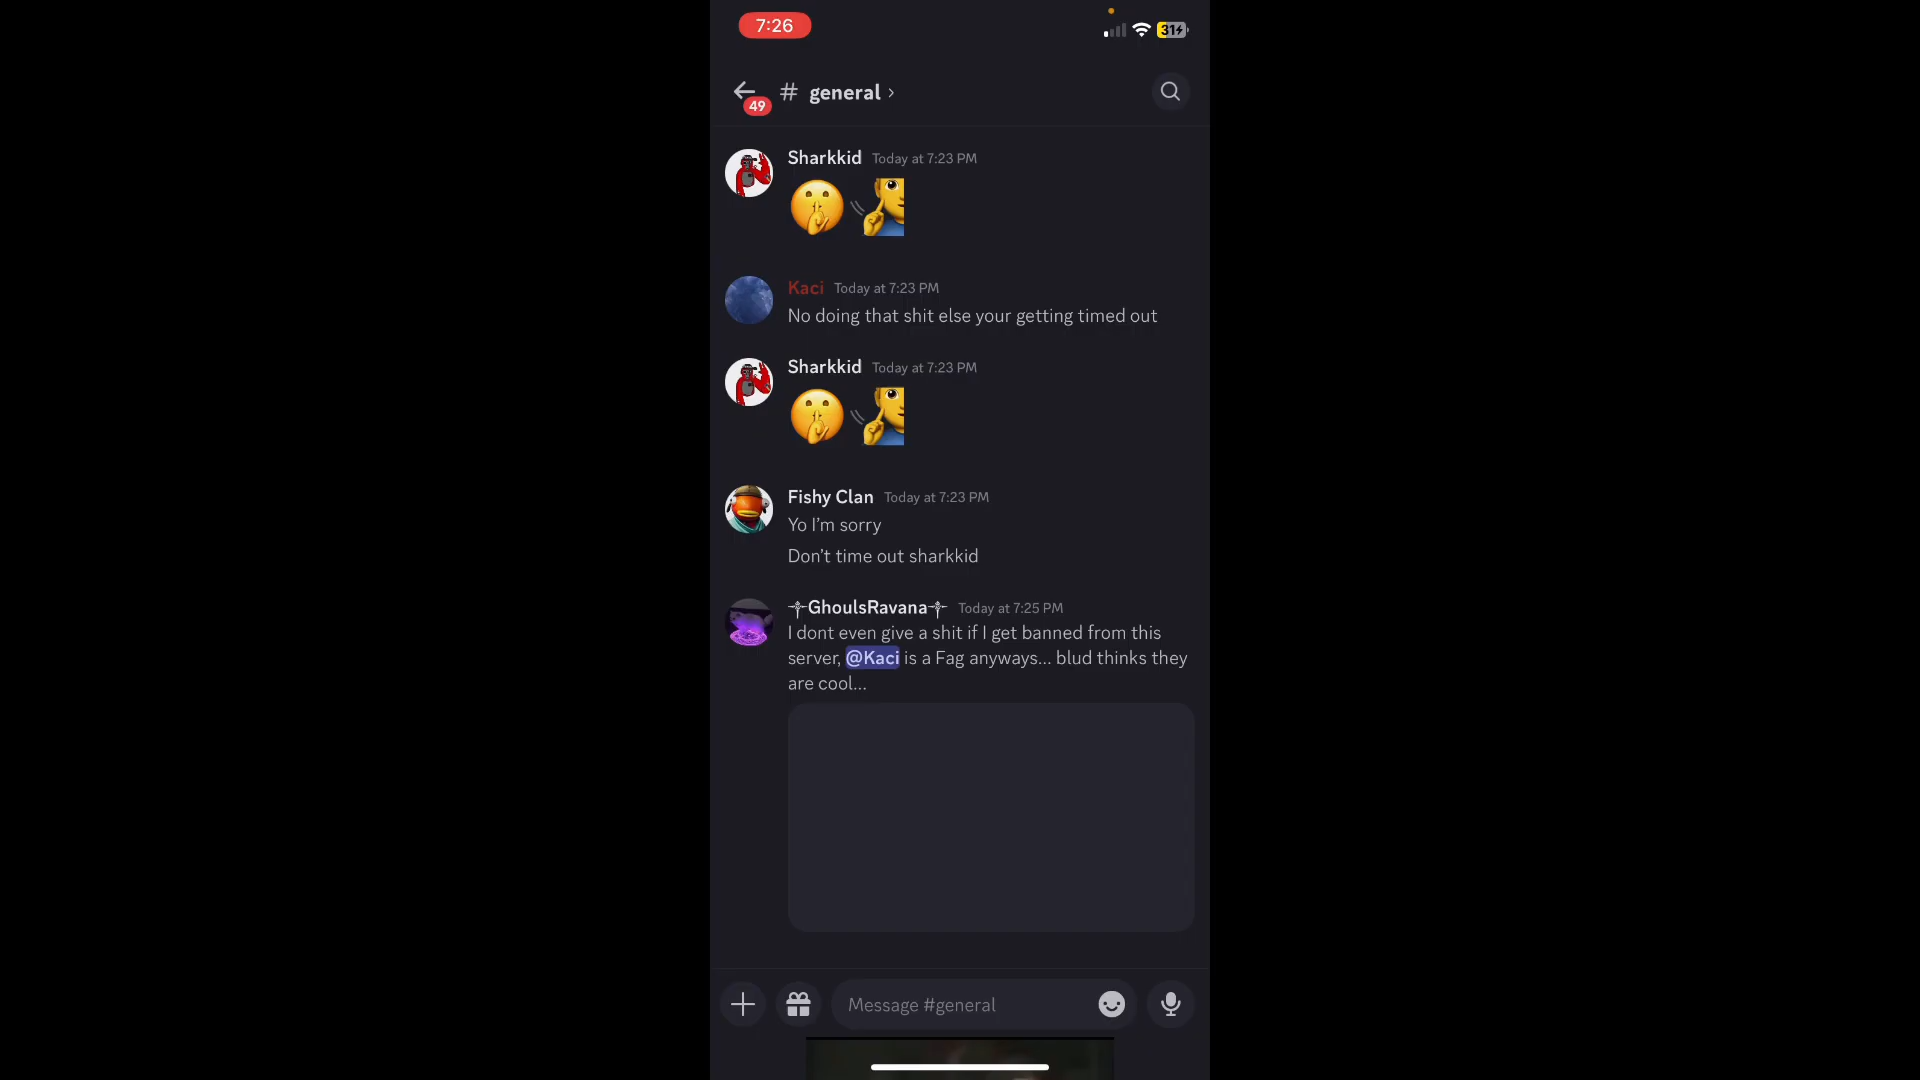 7:26
31
49
# general ›
Sharkkid Today at 7:23 PM
🤫🧏‍♂️
Kaci Today at 7:23 PM
No doing that shit else your getting timed out
Sharkkid Today at 7:23 PM
🤫🧏‍♂️
Fishy Clan Today at 7:23 PM
Yo I’m sorry
Don’t time out sharkkid
⸸GhoulsRavana⸸ Today at 7:25 PM
I dont even give a shit if I get banned from this
server, @Kaci is a Fag anyways... blud thinks they
are cool...
Message #general